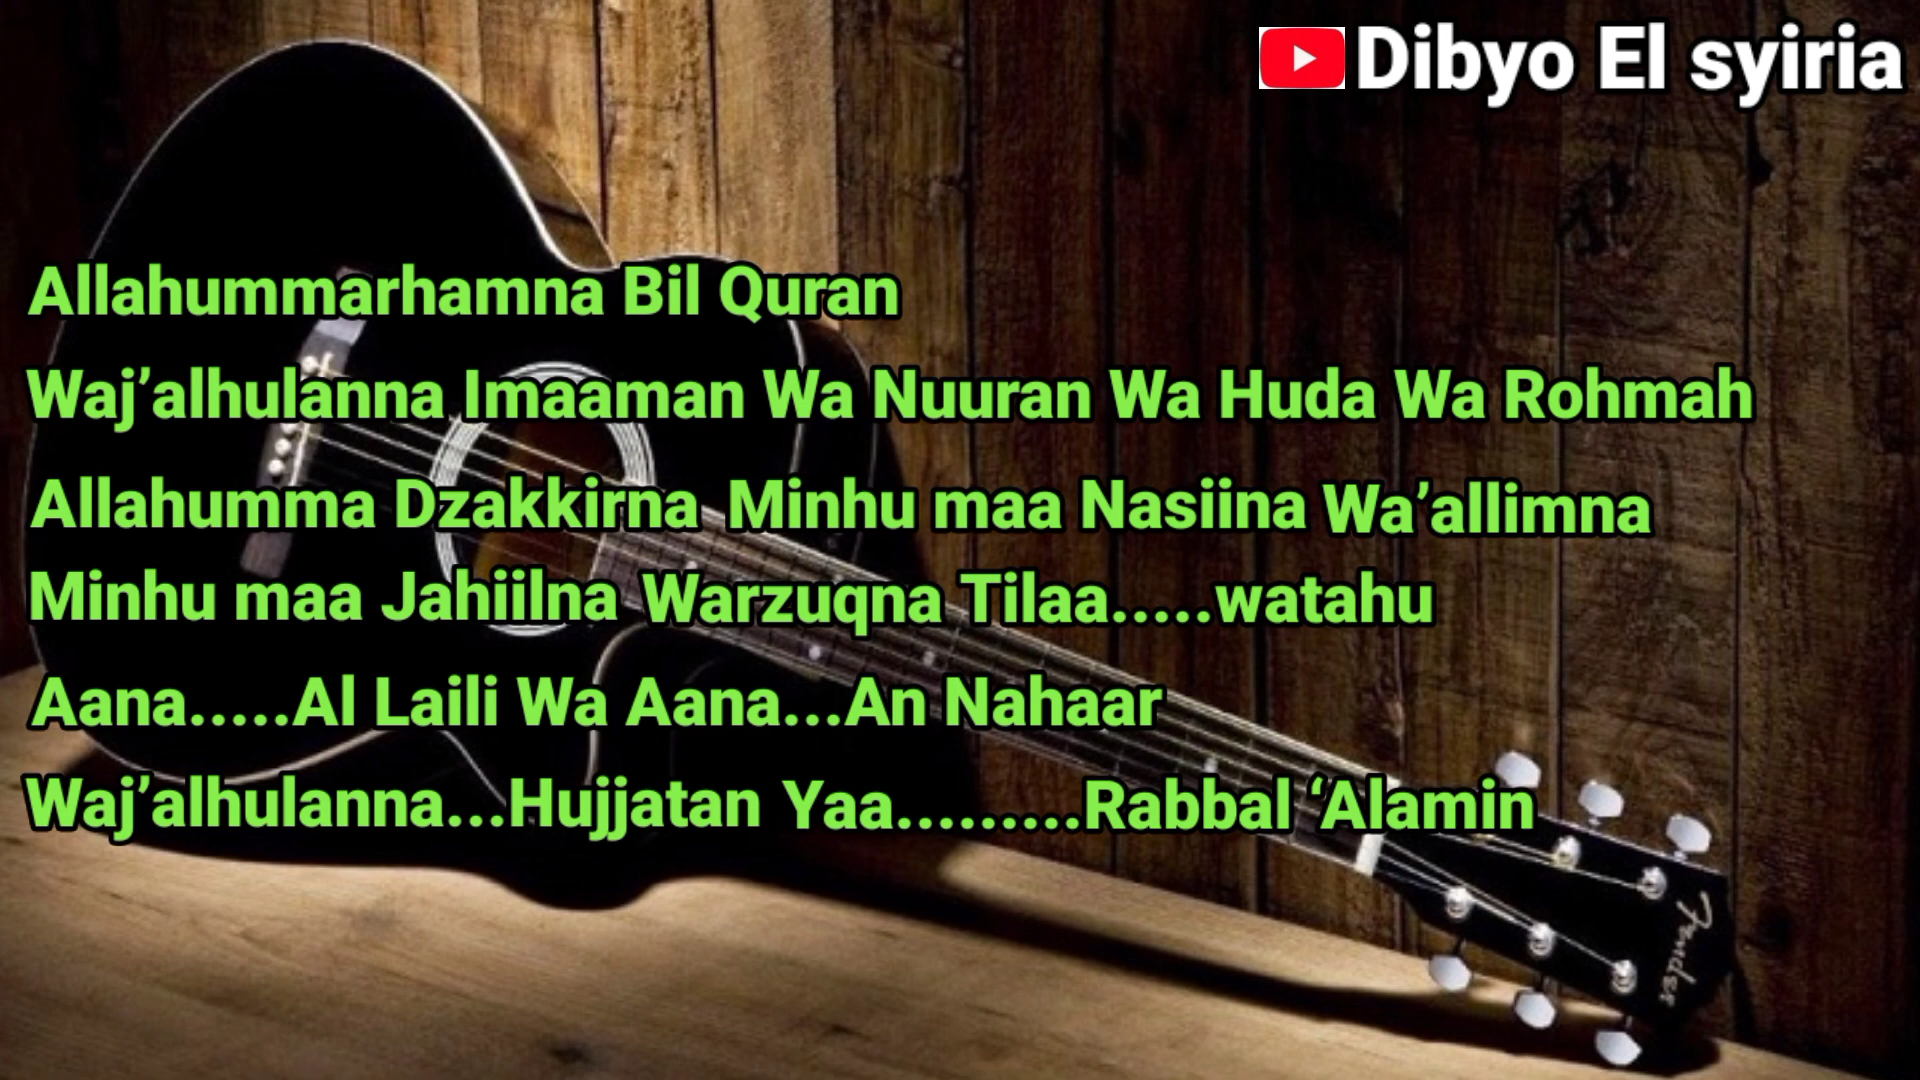 Dibyo El syiria
Allahummarhamna Bil Quran
Waj’alhulanna Imaaman Wa Nuuran Wa Huda Wa Rohmah
Allahumma Dzakkirna Minhu maa Nasiina Wa’allimna
Minhu maa Jahiilna Warzuqna Tilaa.....watahu
Aana.....Al Laili Wa Aana...An Nahaar
Waj’alhulanna...Hujjatan Yaa.........Rabbal ‘Alamin
Fender